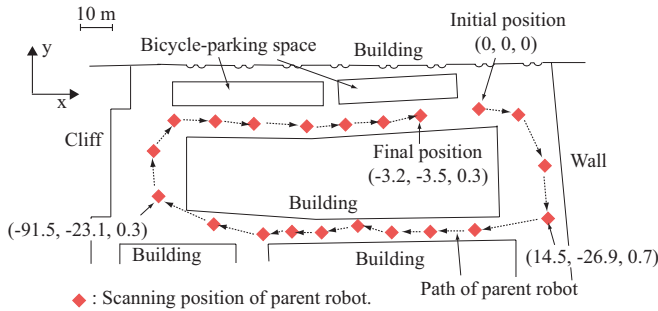 10 m
Initial position
(0, 0, 0)
Bicycle-parking space
Building
y
x
Cliff
Wall
Final position
(-3.2, -3.5, 0.3)
Building
(-91.5, -23.1, 0.3)
(14.5, -26.9, 0.7)
Building
Building
Path of parent robot
: Scanning position of parent robot.